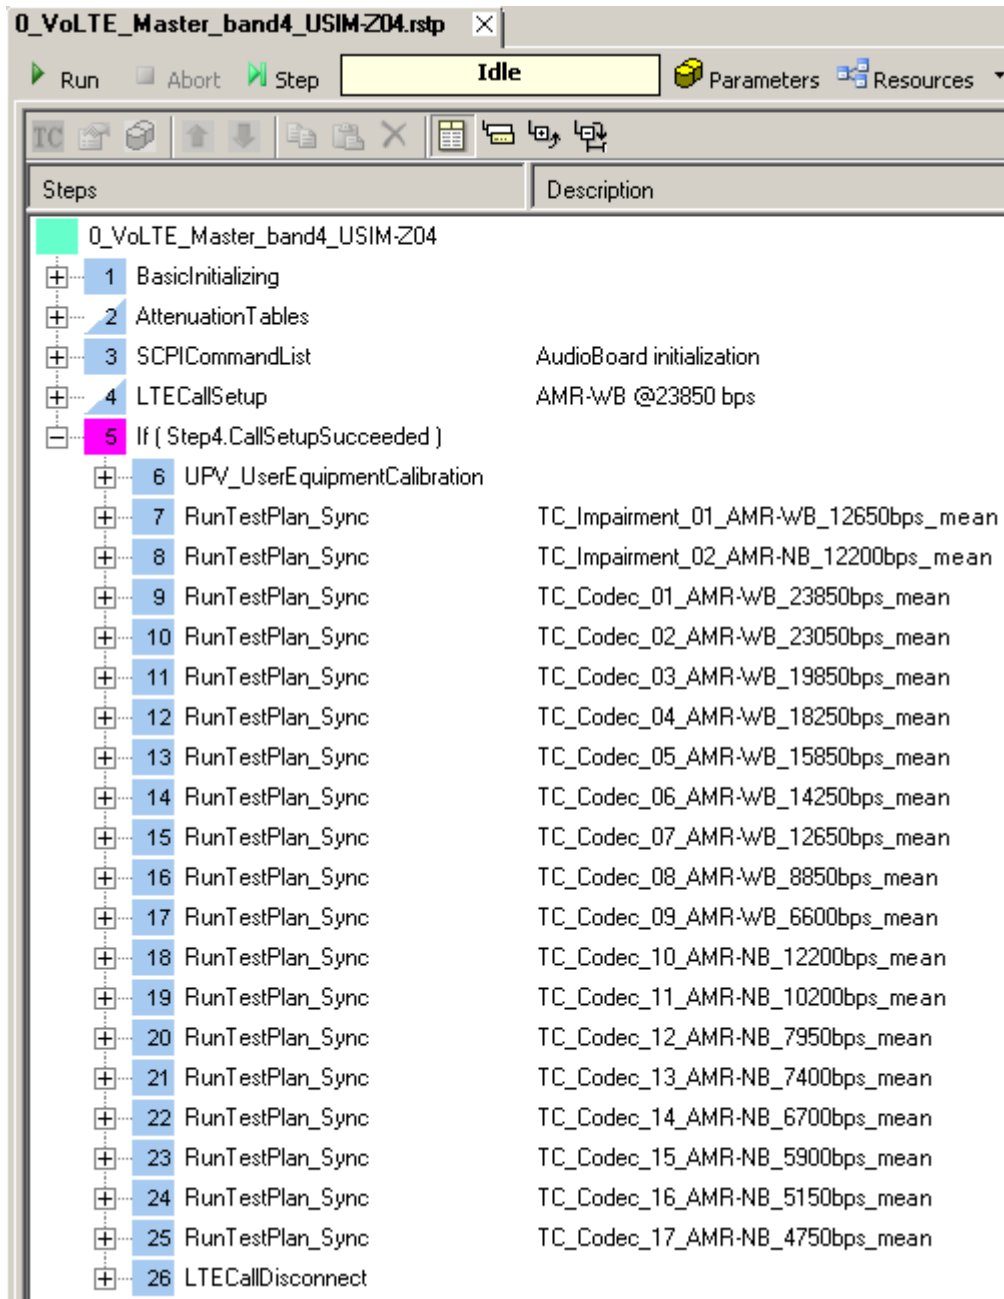 0_VoLTE_Master_band4_USIM-Z04.rstp
Run Abort Step Idle Parameters Resources
TC
Steps Description
0_VoLTE_Master_band4_USIM-Z04
1 BasicInitializing
2 AttenuationTables
3 SCPICommandList AudioBoard initialization
4 LTECallSetup AMR-WB @23850 bps
5 If ( Step4.CallSetupSucceeded )
6 UPV_UserEquipmentCalibration
7 RunTestPlan_Sync TC_Impairment_01_AMR-WB_12650bps_mean
8 RunTestPlan_Sync TC_Impairment_02_AMR-NB_12200bps_mean
9 RunTestPlan_Sync TC_Codec_01_AMR-WB_23850bps_mean
10 RunTestPlan_Sync TC_Codec_02_AMR-WB_23050bps_mean
11 RunTestPlan_Sync TC_Codec_03_AMR-WB_19850bps_mean
12 RunTestPlan_Sync TC_Codec_04_AMR-WB_18250bps_mean
13 RunTestPlan_Sync TC_Codec_05_AMR-WB_15850bps_mean
14 RunTestPlan_Sync TC_Codec_06_AMR-WB_14250bps_mean
15 RunTestPlan_Sync TC_Codec_07_AMR-WB_12650bps_mean
16 RunTestPlan_Sync TC_Codec_08_AMR-WB_8850bps_mean
17 RunTestPlan_Sync TC_Codec_09_AMR-WB_6600bps_mean
18 RunTestPlan_Sync TC_Codec_10_AMR-NB_12200bps_mean
19 RunTestPlan_Sync TC_Codec_11_AMR-NB_10200bps_mean
20 RunTestPlan_Sync TC_Codec_12_AMR-NB_7950bps_mean
21 RunTestPlan_Sync TC_Codec_13_AMR-NB_7400bps_mean
22 RunTestPlan_Sync TC_Codec_14_AMR-NB_6700bps_mean
23 RunTestPlan_Sync TC_Codec_15_AMR-NB_5900bps_mean
24 RunTestPlan_Sync TC_Codec_16_AMR-NB_5150bps_mean
25 RunTestPlan_Sync TC_Codec_17_AMR-NB_4750bps_mean
26 LTECallDisconnect